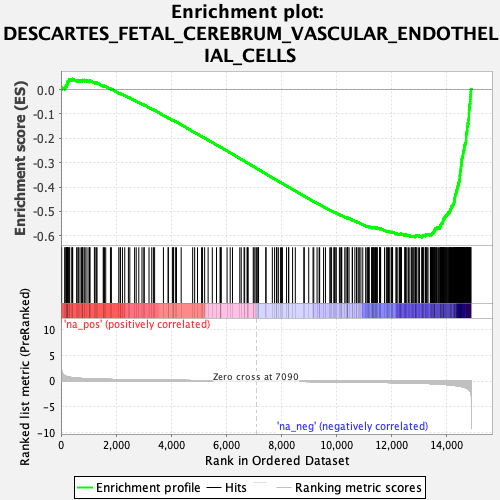 Enrichment plot:
DESCARTES_FETAL_CEREBRUM_VASCULAR_ENDOTHEL
IAL_CELLS
Enrichment score (ES)
0.0
-0.1
-0.2
-0.3
-0.4
-0.5
-0.6
'na_pos' (positively correlated)
Ranked list metric (PreRanked)
10
5
0
-5
-10
Zero cross at 7090
'na_neg' (negatively correlated)
0
2,000
4,000
6,000
8,000
10,000
12,000
14,000
Rank in Ordered Dataset
Enrichment profile
Hits
Ranking metric scores